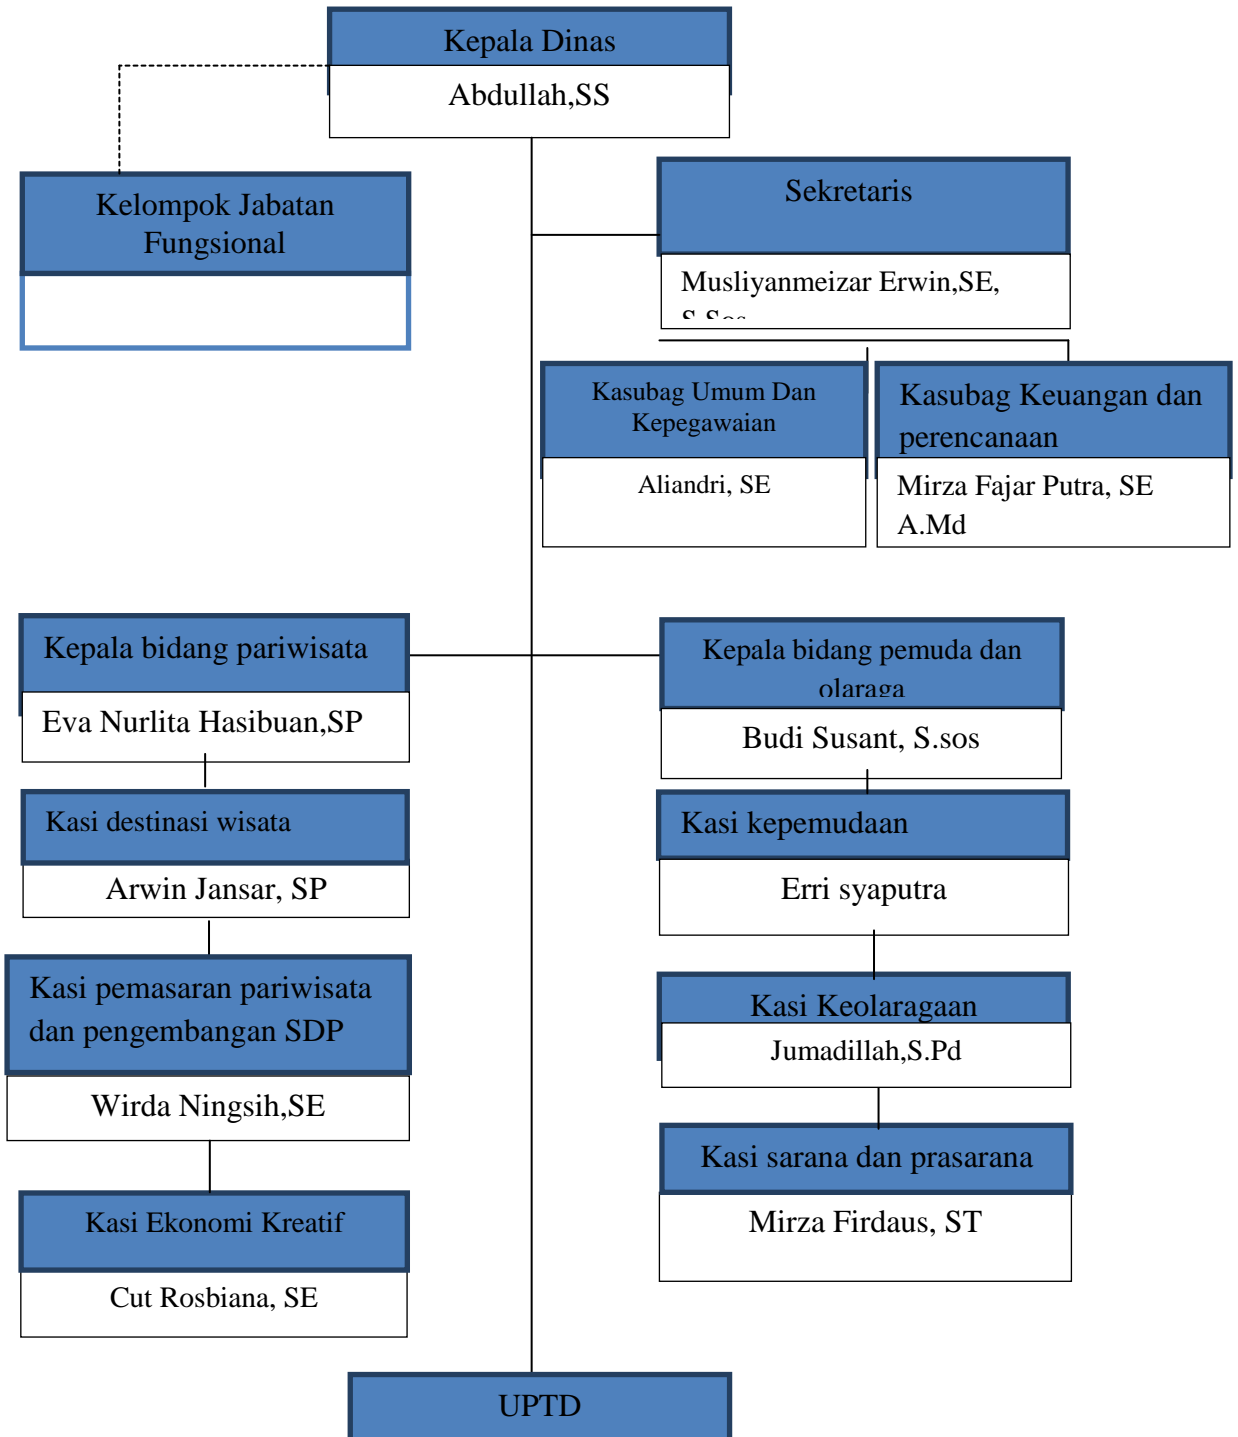 Kepala Dinas
Abdullah,SS
Kelompok Jabatan
Fungsional
Sekretaris
Musliyanmeizar Erwin,SE,
S.Sos
Kasubag Umum Dan
Kepegawaian
Aliandri, SE
Kasubag Keuangan dan
perencanaan
Mirza Fajar Putra, SE
A.Md
Kepala bidang pariwisata
Eva Nurlita Hasibuan,SP
Kepala bidang pemuda dan
olaraga
Budi Susant, S.sos
Kasi destinasi wisata
Arwin Jansar, SP
Kasi kepemudaan
Erri syaputra
Kasi pemasaran pariwisata
dan pengembangan SDP
Wirda Ningsih,SE
Kasi Keolaragaan
Jumadillah,S.Pd
Kasi sarana dan prasarana
Mirza Firdaus, ST
Kasi Ekonomi Kreatif
Cut Rosbiana, SE
UPTD